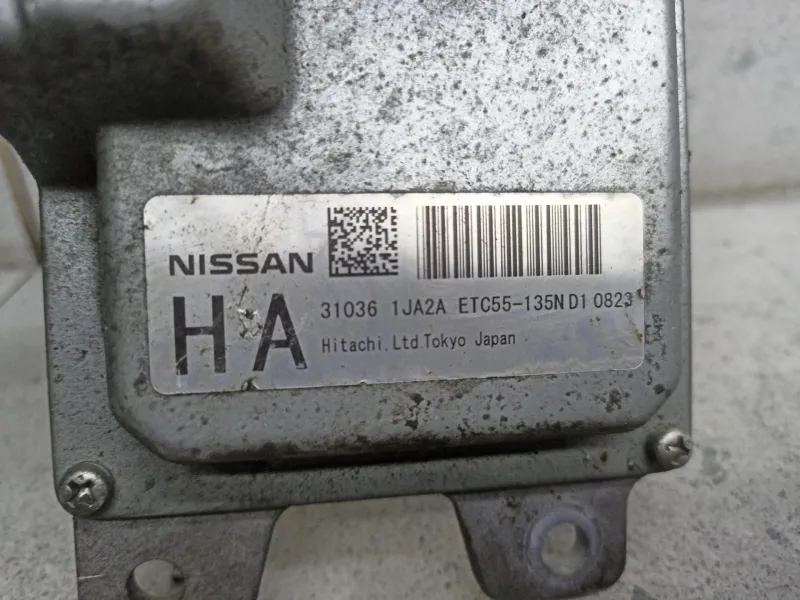 NISSAN
HA
31036 1JA2A ETC55-135N D1 0823
Hitachi,Ltd.Tokyo Japan